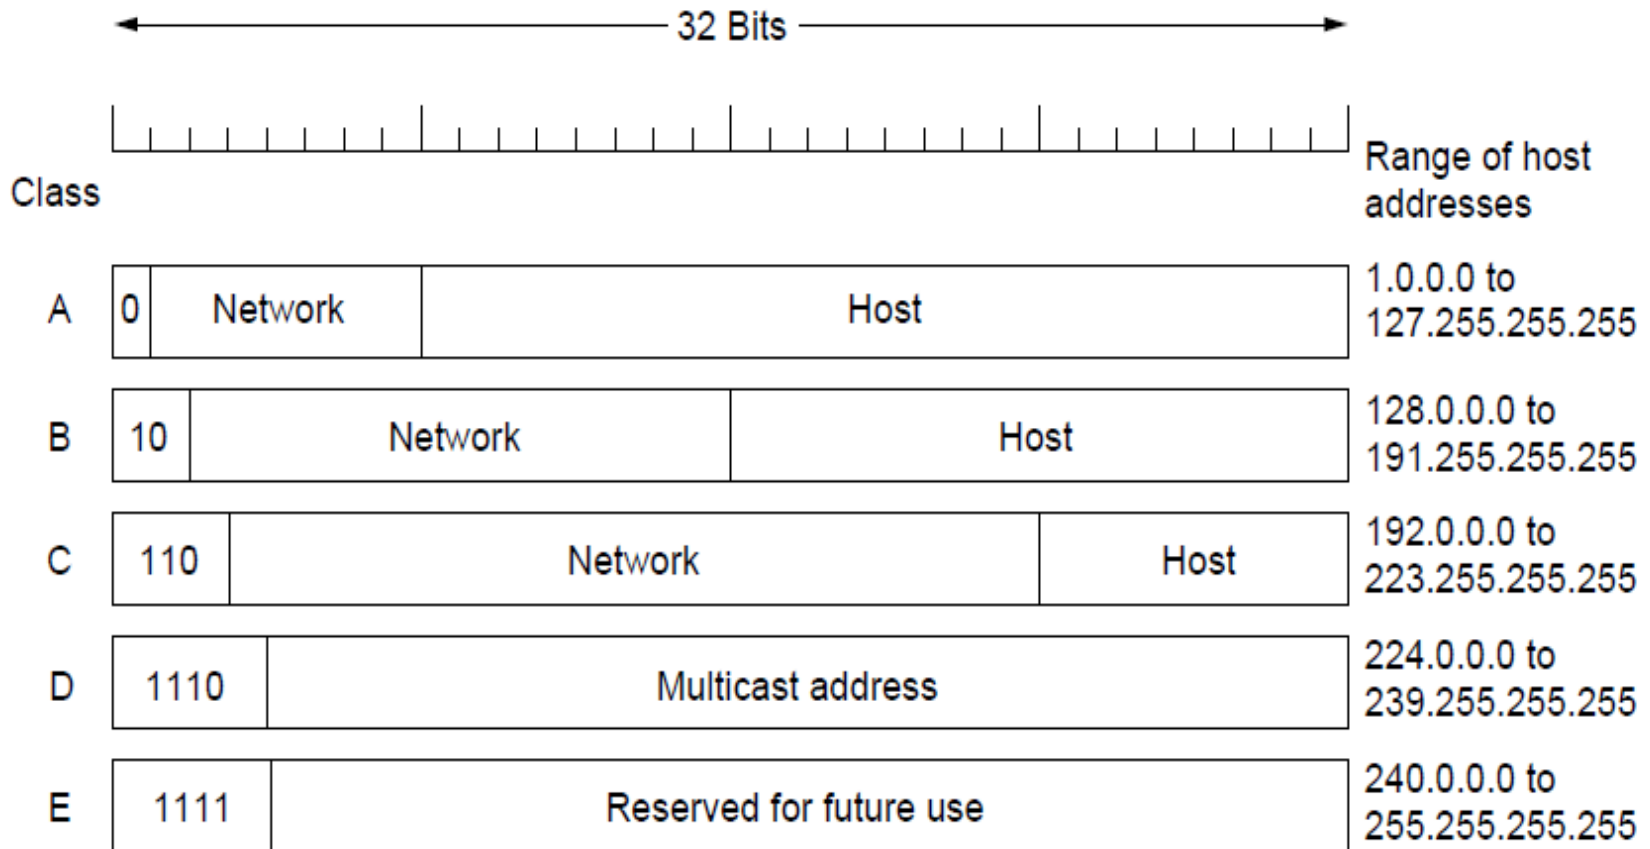 32 Bits
Range of host
addresses
Class
A
0
Network
Host
1.0.0.0 to
127.255.255.255
B
10
Network
Host
128.0.0.0 to
191.255.255.255
C
110
Network
Host
192.0.0.0 to
223.255.255.255
D
1110
Multicast address
224.0.0.0 to
239.255.255.255
E
1111
Reserved for future use
240.0.0.0 to
255.255.255.255